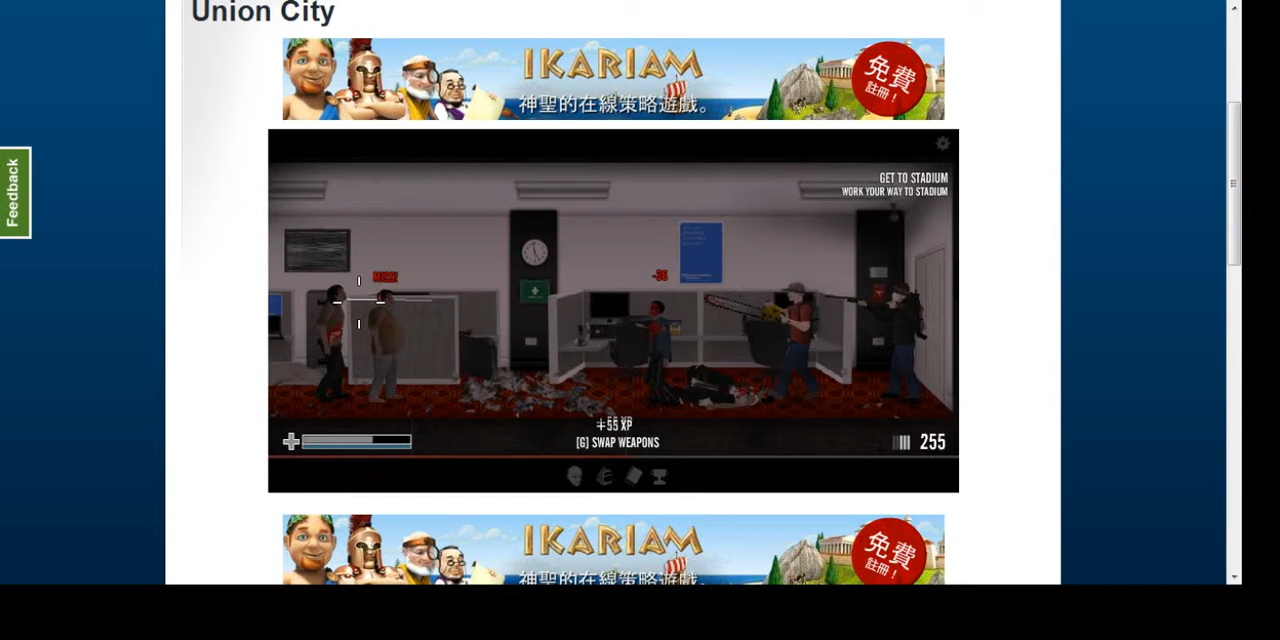 Union City
IKARIAM
神聖的在線策略遊戲。
免費
註冊!
Feedback
GET TO STADIUM
WORK YOUR WAY TO STADIUM
MISS!
-36
+55 XP
[G] SWAP WEAPONS
255
IKARIAM
神聖的在線策略遊戲。
免費
註冊!